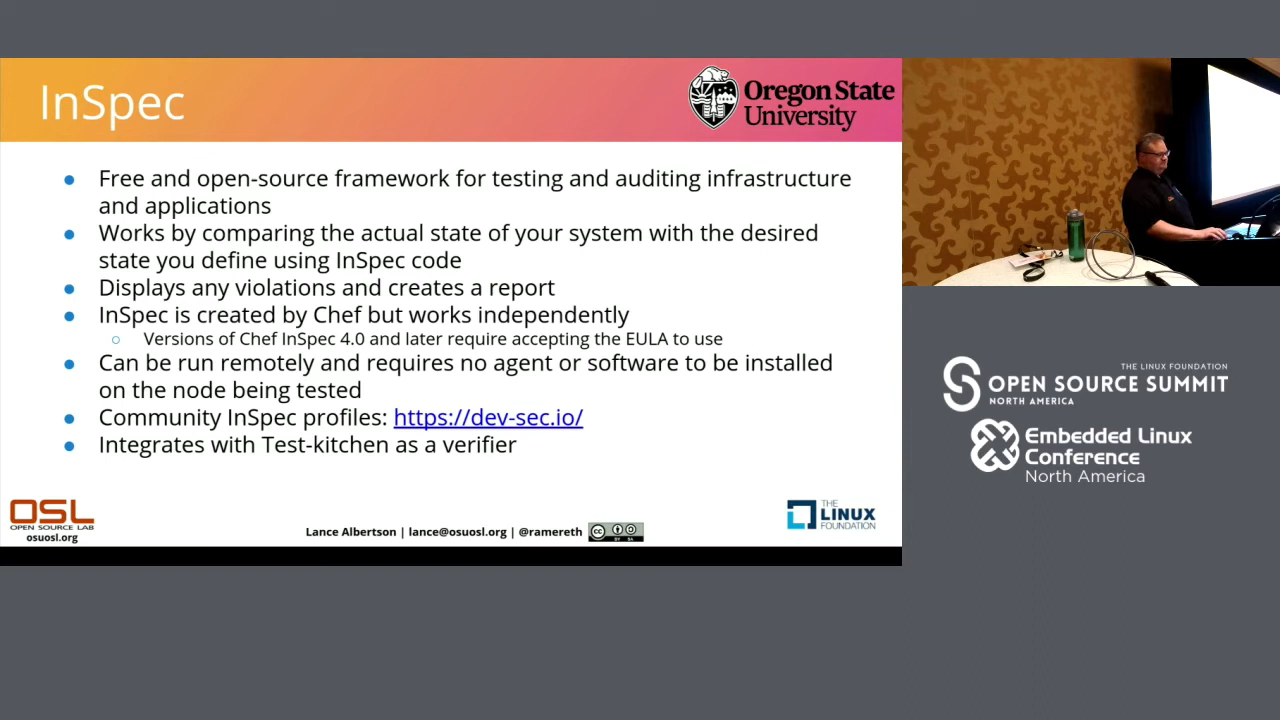 InSpec
Oregon State
University
Free and open-source framework for testing and auditing infrastructure
and applications
Works by comparing the actual state of your system with the desired
state you define using InSpec code
Displays any violations and creates a report
InSpec is created by Chef but works independently
Versions of Chef InSpec 4.0 and later require accepting the EULA to use
Can be run remotely and requires no agent or software to be installed
on the node being tested
Community InSpec profiles: https://dev-sec.io/
Integrates with Test-kitchen as a verifier
OSL
OPEN SOURCE LAB
osuosl.org
Lance Albertson | lance@osuosl.org | @ramereth
CC
BY SA
THE
LINUX
FOUNDATION
THE LINUX FOUNDATION
OPEN SOURCE SUMMIT
NORTH AMERICA
Embedded Linux
Conference
North America